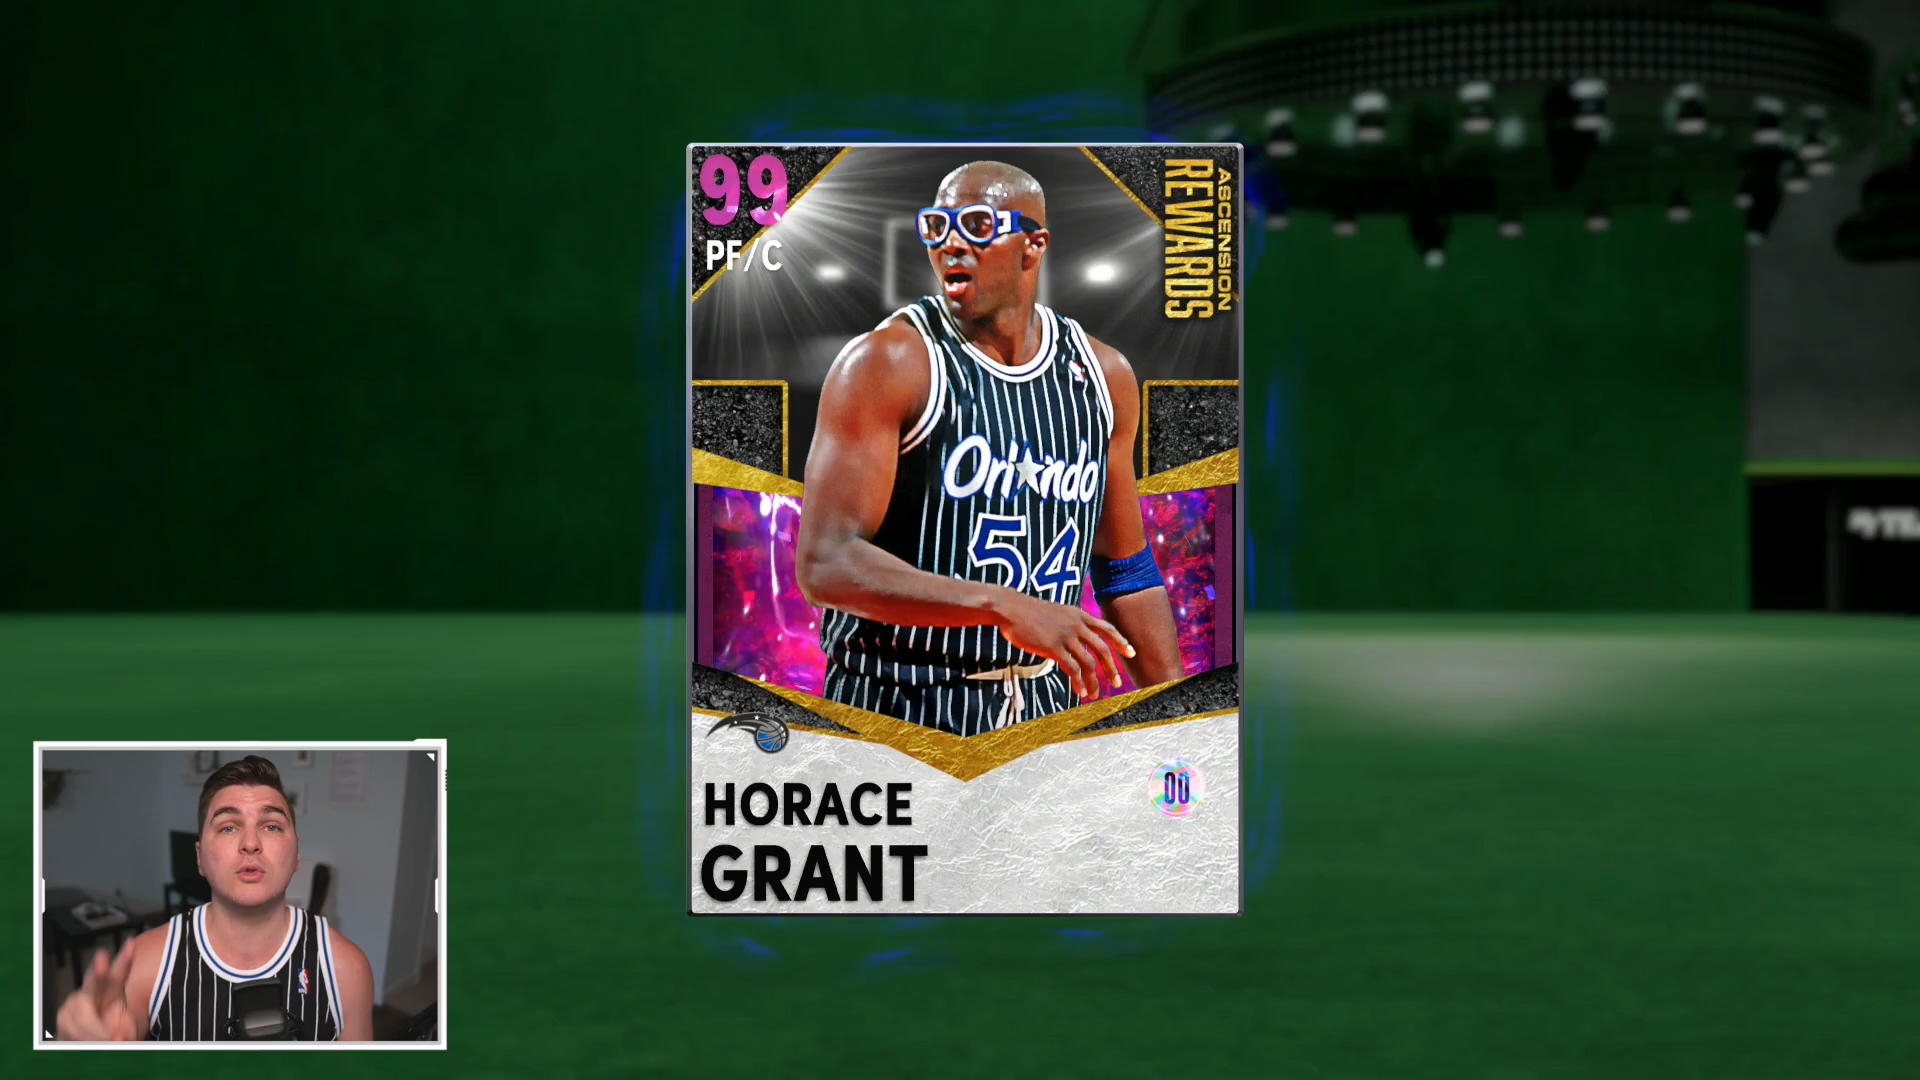 99
PF/C
ASCENSION
REWARDS
Orlando
54
HORACE
GRANT
00